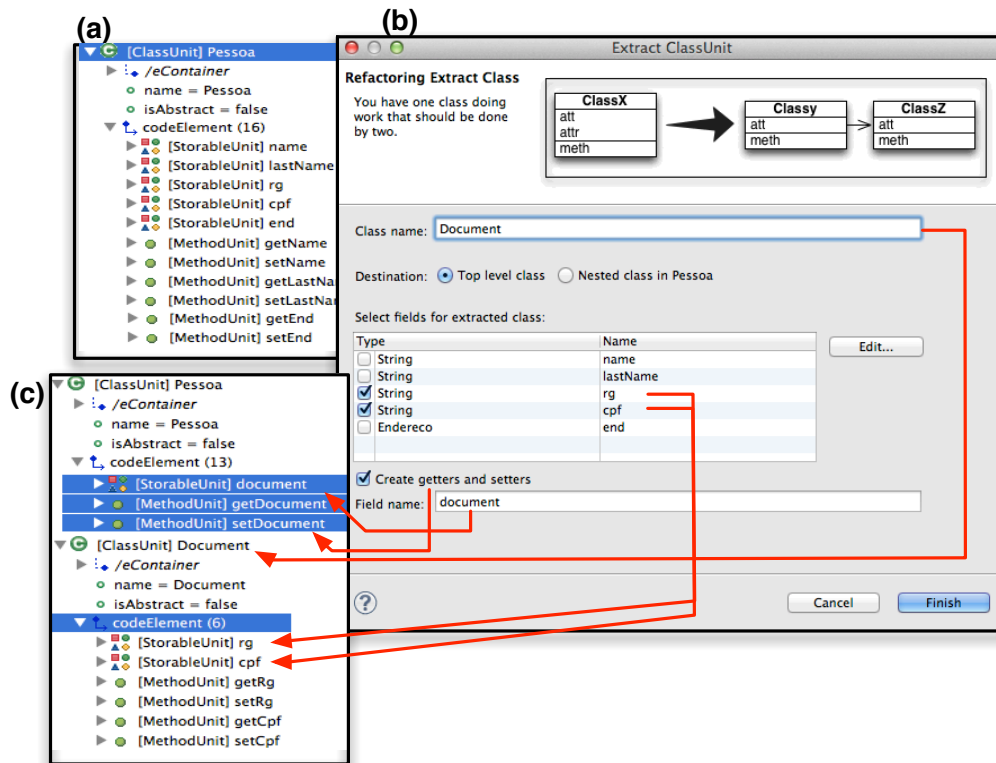 (a)
[ClassUnit] Pessoa
/eContainer
name = Pessoa
isAbstract = false
codeElement (16)
[StorableUnit] name
[StorableUnit] lastName
[StorableUnit] rg
[StorableUnit] cpf
[StorableUnit] end
[MethodUnit] getName
[MethodUnit] setName
[MethodUnit] getLastNa
[MethodUnit] setLastNa
[MethodUnit] getEnd
[MethodUnit] setEnd
(b)
Extract ClassUnit
Refactoring Extract Class
You have one class doing
work that should be done
by two.
ClassX
att
attr
meth
Classy
att
meth
ClassZ
att
meth
Class name: Document
Destination: Top level class Nested class in Pessoa
Select fields for extracted class:
Type Name
String name
String lastName
String rg
String cpf
Endereco end
Edit...
Create getters and setters
Field name: document
?
Cancel Finish
(c)
[ClassUnit] Pessoa
/eContainer
name = Pessoa
isAbstract = false
codeElement (13)
[StorableUnit] document
[MethodUnit] getDocument
[MethodUnit] setDocument
[ClassUnit] Document
/eContainer
name = Document
isAbstract = false
codeElement (6)
[StorableUnit] rg
[StorableUnit] cpf
[MethodUnit] getRg
[MethodUnit] setRg
[MethodUnit] getCpf
[MethodUnit] setCpf